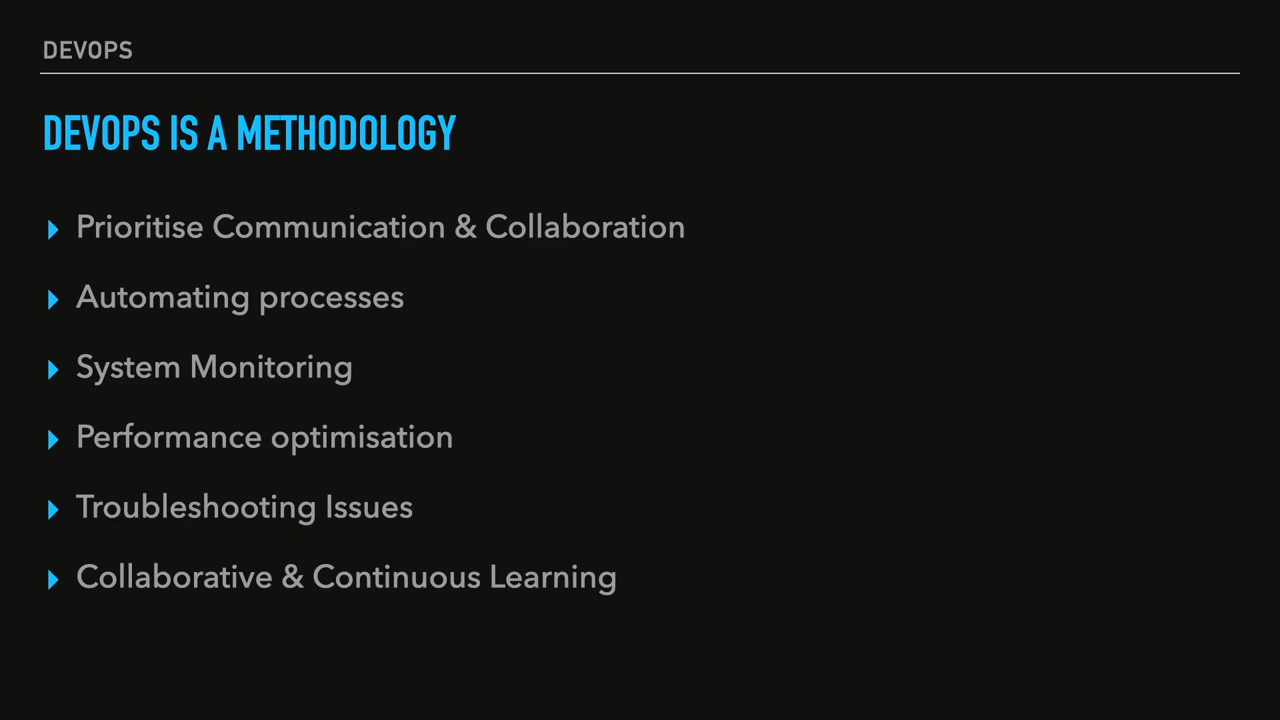 DEVOPS
DEVOPS IS A METHODOLOGY
Prioritise Communication & Collaboration
Automating processes
System Monitoring
Performance optimisation
Troubleshooting Issues
Collaborative & Continuous Learning